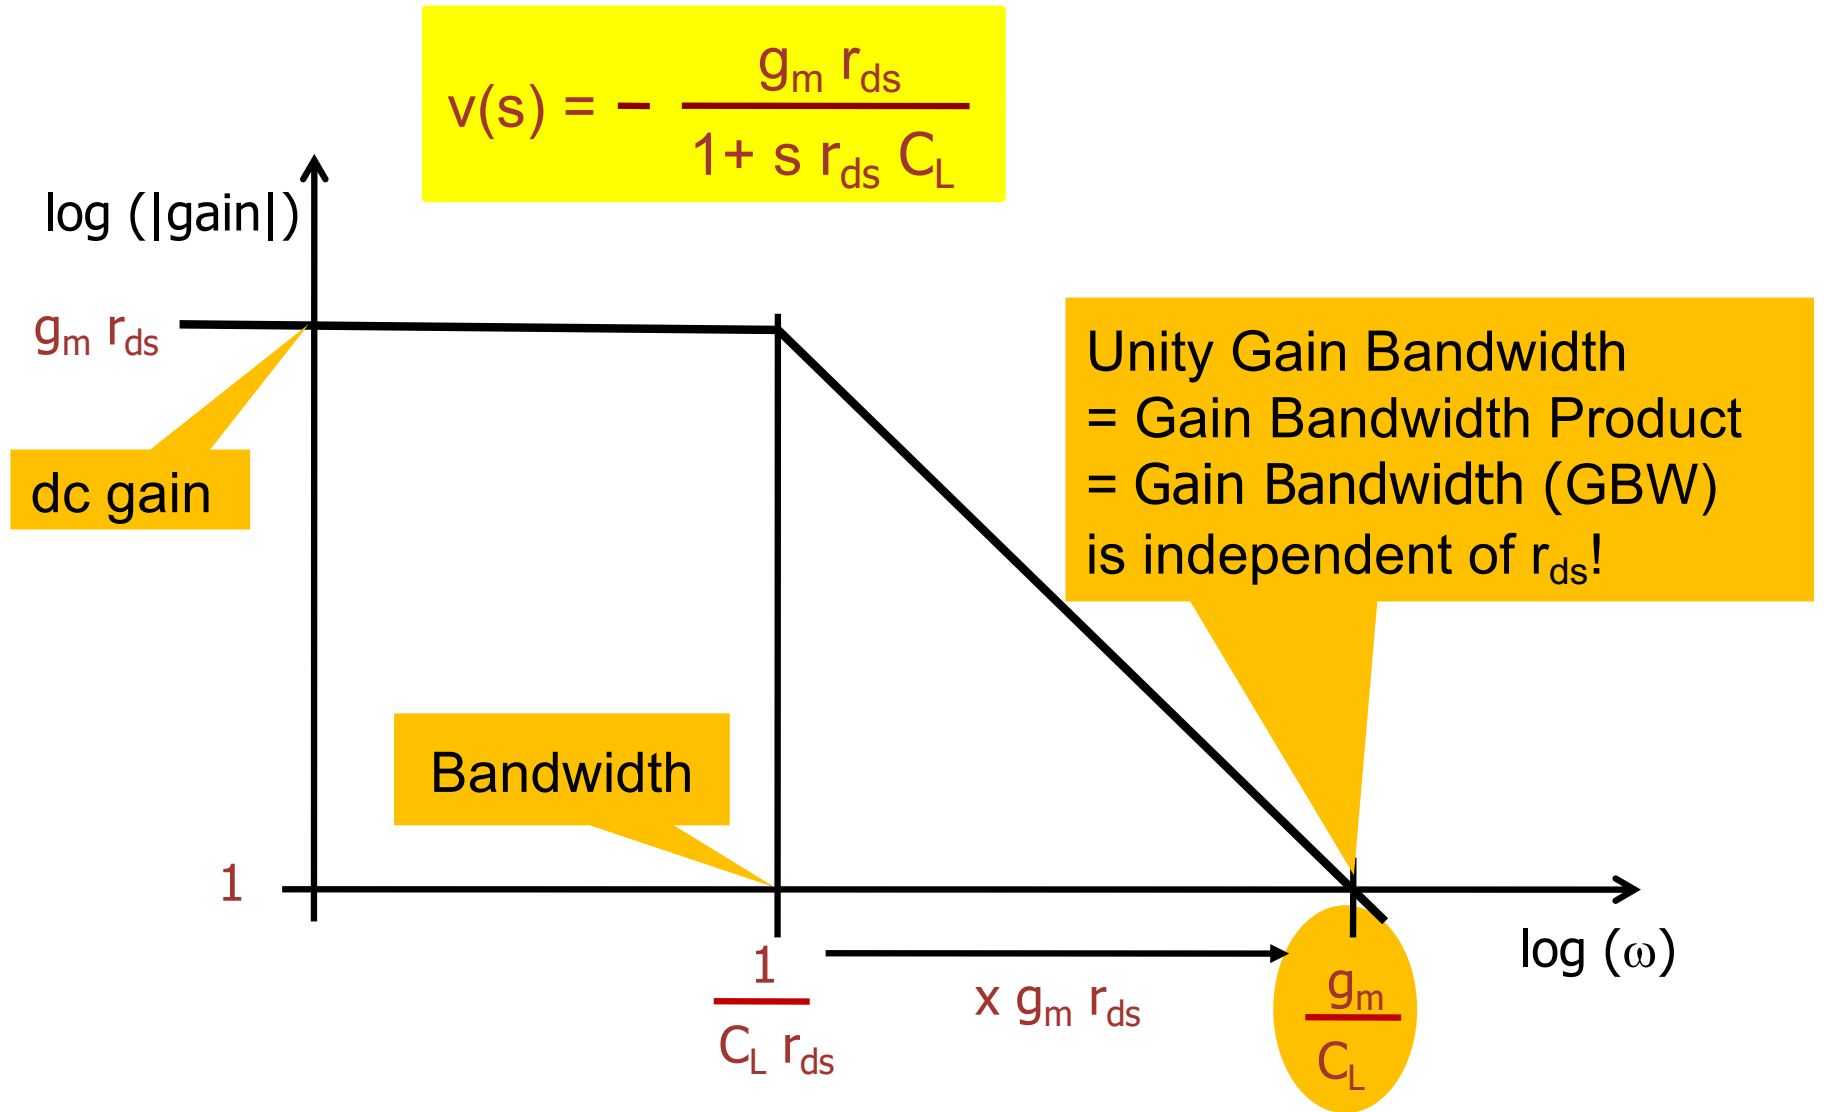 v(s) = − g_m r_ds
1+ s r_ds C_L
log (|gain|)
g_m r_ds
dc gain
Unity Gain Bandwidth
= Gain Bandwidth Product
= Gain Bandwidth (GBW)
is independent of r_ds!
Bandwidth
1
log (ω)
1
C_L r_ds
x g_m r_ds
g_m
C_L